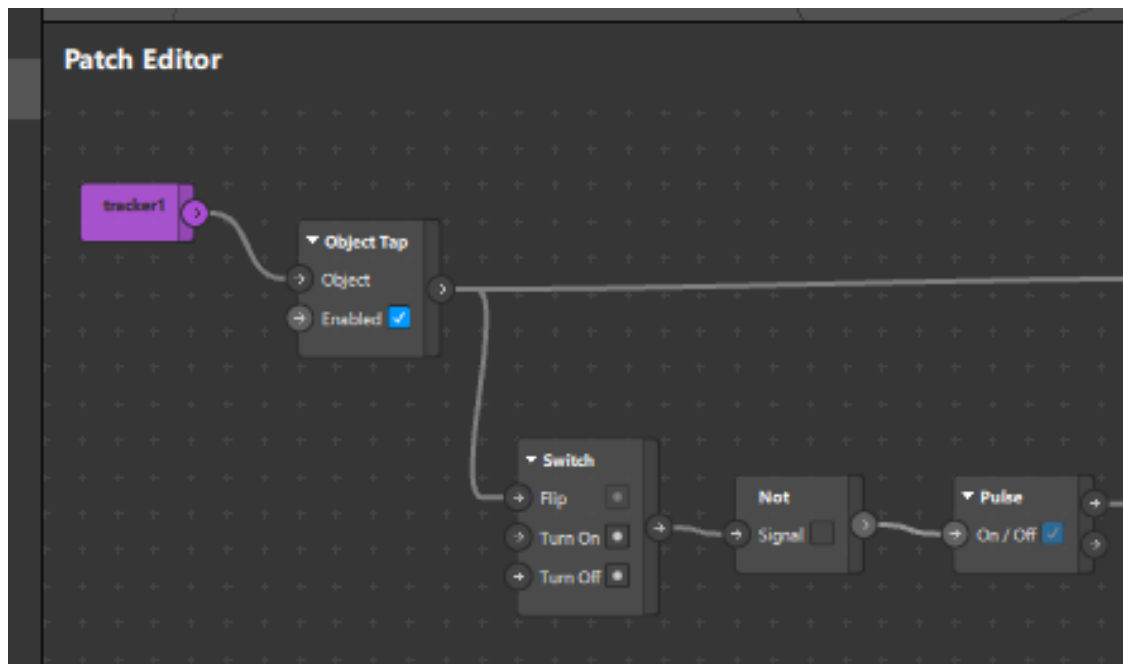 Patch Editor
tracker1
Object Tap
Object
Enabled
Switch
Flip
Turn On
Turn Off
Not
Signal
Pulse
On / Off